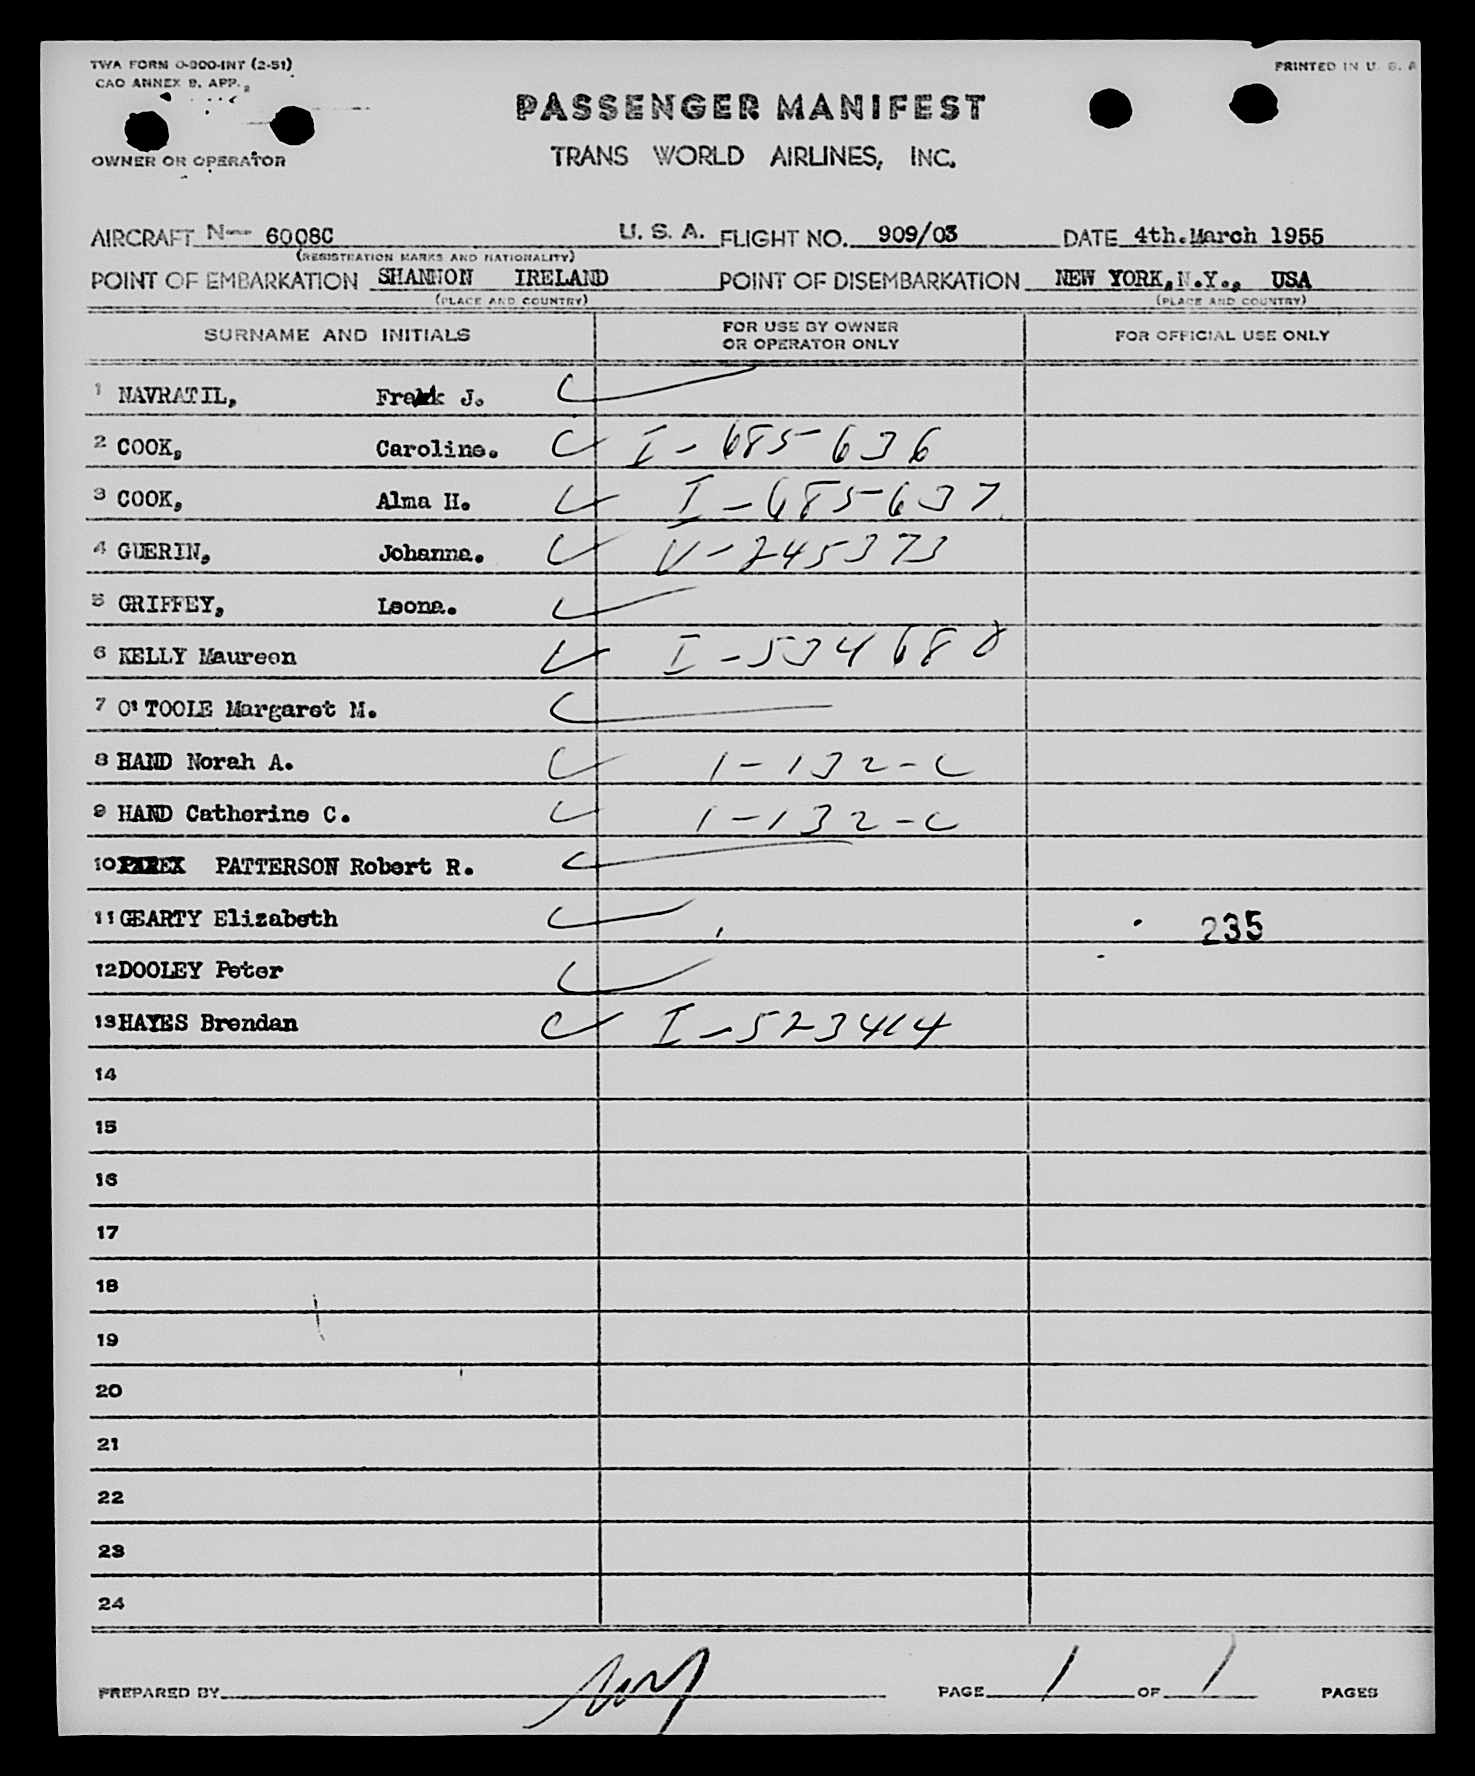 TWA FORM O-800-INT (2-51)
PRINTED IN U. S. A
CAO ANNEX 9, APP. 2
PASSENGER MANIFEST
OWNER OR OPERATOR
TRANS WORLD AIRLINES, INC.
AIRCRAFT N-- 6008C U. S. A. FLIGHT NO. 909/03 DATE 4th.March 1955
(REGISTRATION MARKS AND NATIONALITY)
POINT OF EMBARKATION SHANNON IRELAND POINT OF DISEMBARKATION NEW YORK,N.Y., USA
(PLACE AND COUNTRY) (PLACE AND COUNTRY)
SURNAME AND INITIALS FOR USE BY OWNER OR OPERATOR ONLY FOR OFFICIAL USE ONLY
1 NAVRATIL, Frank J.
2 COOK, Caroline. I-685636
3 COOK, Alma H. I-685637
4 GUERIN, Johanna. V-245373
5 GRIFFEY, Leona.
6 KELLY Maureen I-534688
7 O'TOOLE Margaret M.
8 HAND Norah A. 1-132-C
9 HAND Catherine C. 1-132-C
10 PATTERSON Robert R.
11 GEARTY Elizabeth 235
12 DOOLEY Peter
13 HAYES Brendan I-523414
14
15
16
17
18
19
20
21
22
23
24
PREPARED BY PAGE 1 OF 1 PAGES